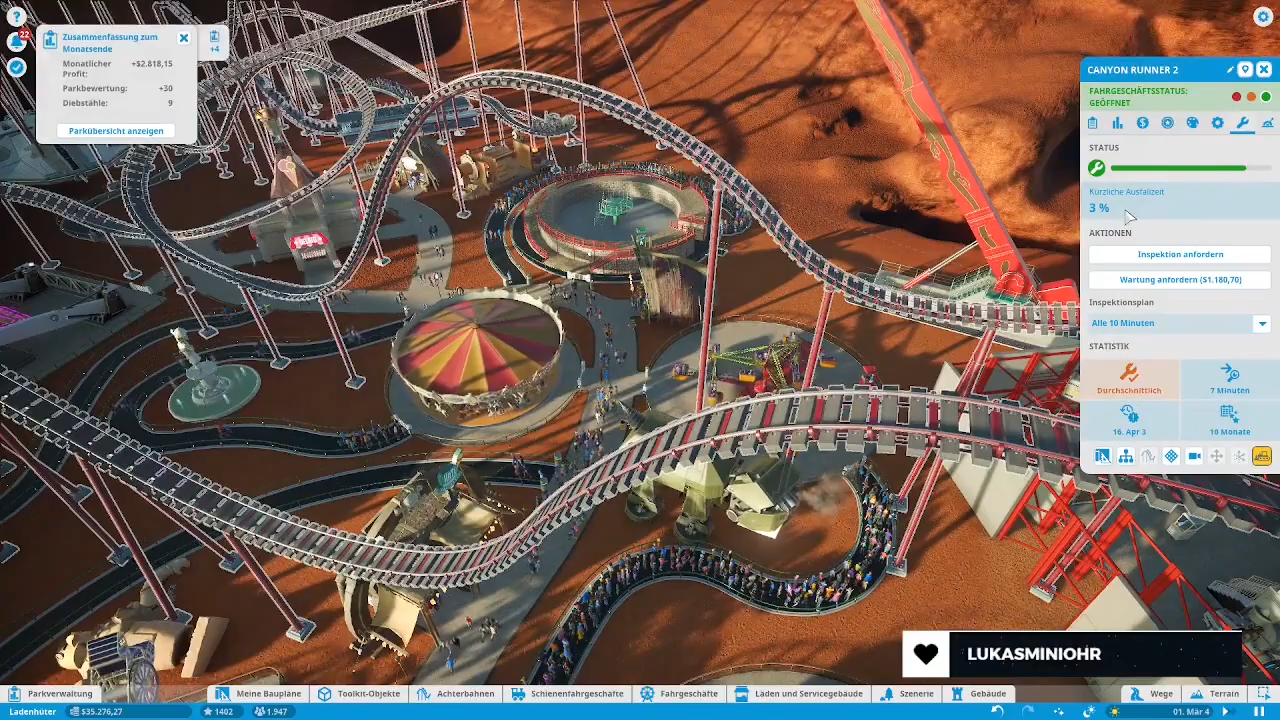 ?
22
Zusammenfassung zum
Monatsende
Monatlicher
Profit:
+$2.818,15
Parkbewertung:
+30
Diebstähle:
9
Parkübersicht anzeigen
+4
CANYON RUNNER 2
FAHRGESCHÄFTSSTATUS:
GEÖFFNET
STATUS
Kürzliche Ausfallzeit
3 %
AKTIONEN
Inspektion anfordern
Wartung anfordern ($1.180,70)
Inspektionsplan
Alle 10 Minuten
STATISTIK
Durchschnittlich
7 Minuten
16. Apr 3
10 Monate
LUKASMINIOHR
Parkverwaltung
Meine Baupläne
Toolkit-Objekte
Achterbahnen
Schienenfahrgeschäfte
Fahrgeschäfte
Läden und Servicegebäude
Szenerie
Gebäude
Wege
Terrain
Ladenhüter
$35.276,27
1402
1.947
01. Mär 4